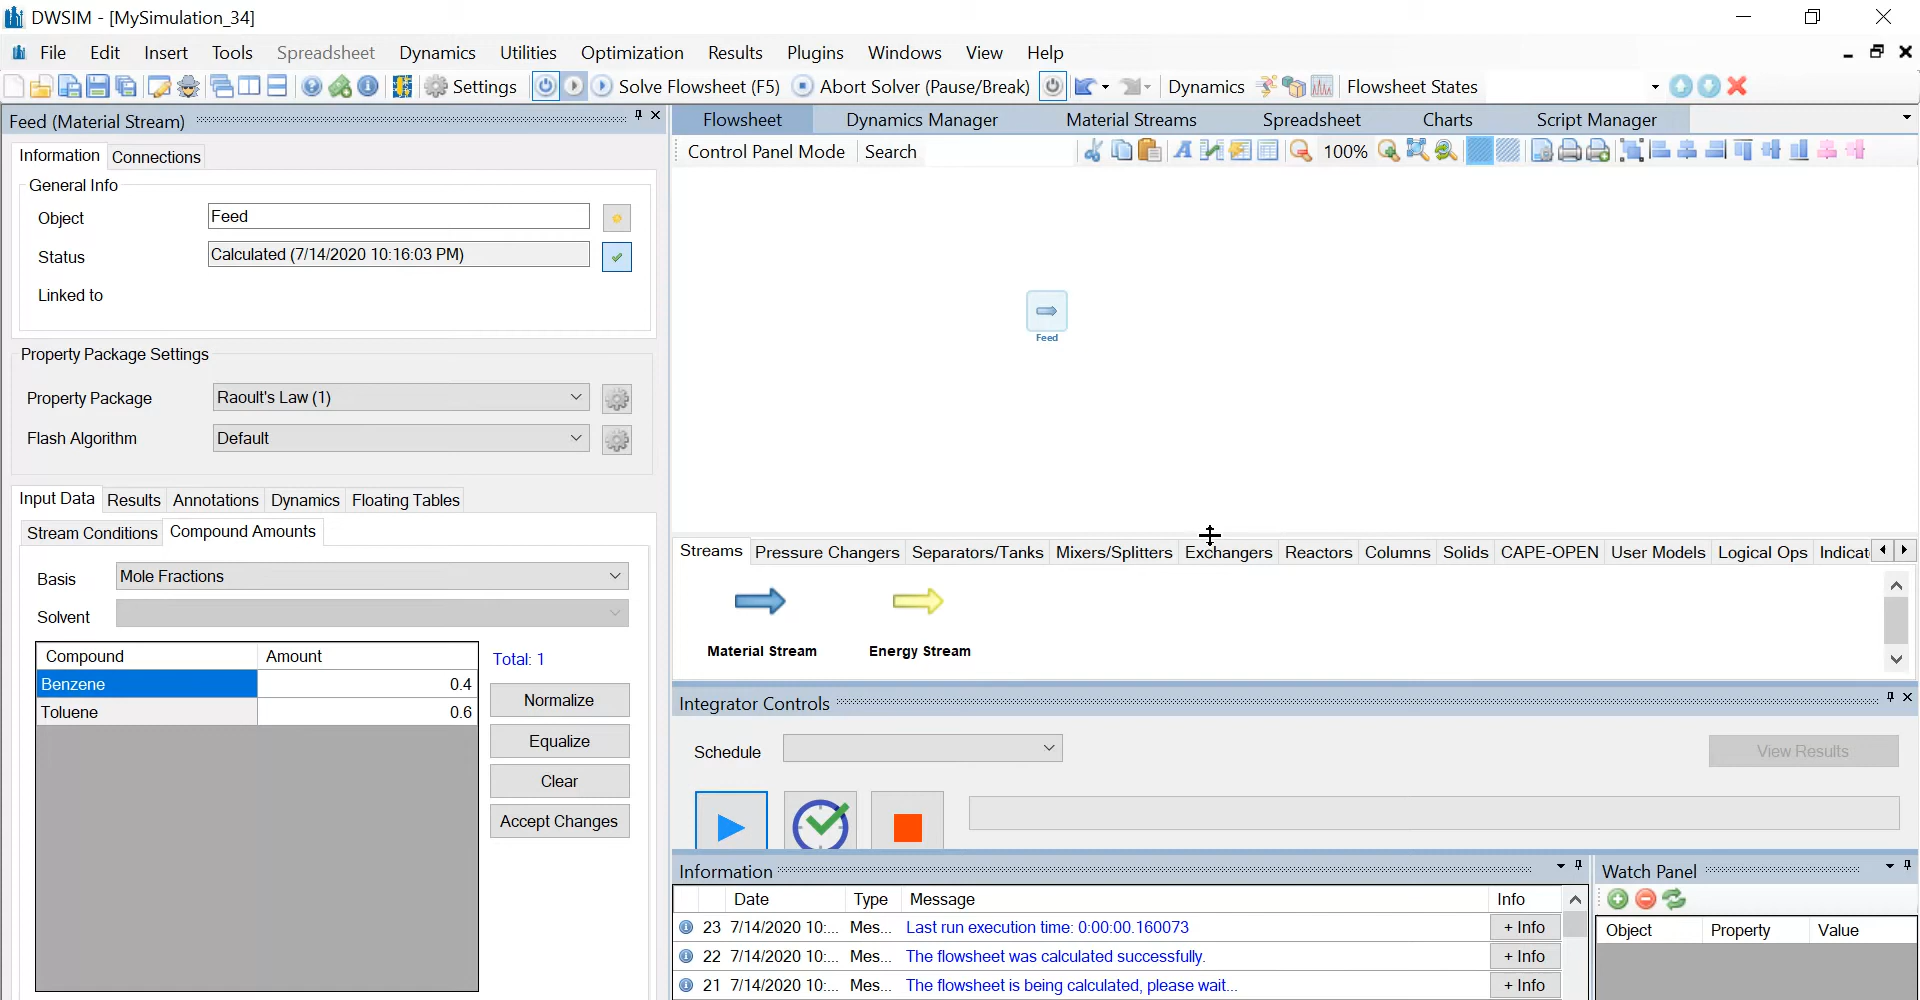 DWSIM - [MySimulation_34]
File Edit Insert Tools Spreadsheet Dynamics Utilities Optimization Results Plugins Windows View Help
Settings Solve Flowsheet (F5) Abort Solver (Pause/Break) Dynamics Flowsheet States
Feed (Material Stream)
Information Connections
General Info
Object Feed
Status Calculated (7/14/2020 10:16:03 PM)
Linked to
Property Package Settings
Property Package Raoult's Law (1)
Flash Algorithm Default
Input Data Results Annotations Dynamics Floating Tables
Stream Conditions Compound Amounts
Basis Mole Fractions
Solvent
Compound Amount
Benzene 0.4
Toluene 0.6
Total: 1
Normalize
Equalize
Clear
Accept Changes
Flowsheet Dynamics Manager Material Streams Spreadsheet Charts Script Manager
Control Panel Mode Search 100%
Feed
Streams Pressure Changers Separators/Tanks Mixers/Splitters Exchangers Reactors Columns Solids CAPE-OPEN User Models Logical Ops Indicat
Material Stream Energy Stream
Integrator Controls
Schedule View Results
Information
Date Type Message Info
23 7/14/2020 10:... Mes... Last run execution time: 0:00:00.160073 + Info
22 7/14/2020 10:... Mes... The flowsheet was calculated successfully. + Info
21 7/14/2020 10:... Mes... The flowsheet is being calculated, please wait... + Info
Watch Panel
Object Property Value